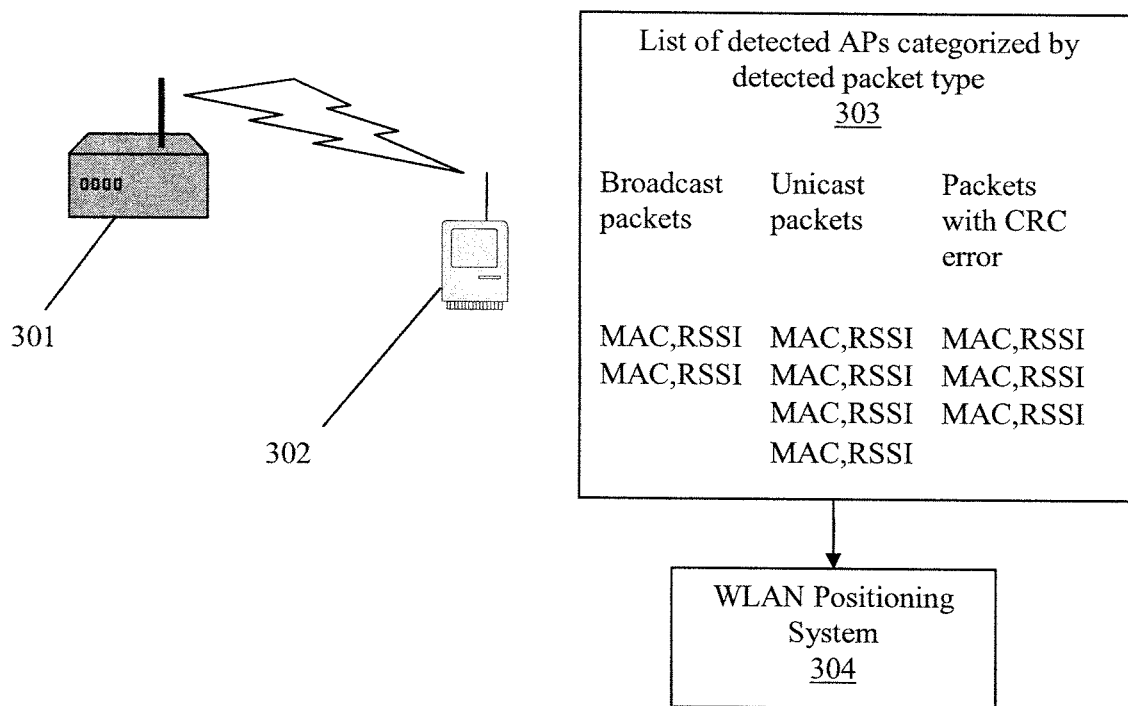 List of detected APs categorized by
detected packet type
303
Broadcast packets
Unicast packets
Packets with CRC error
MAC,RSSI MAC,RSSI MAC,RSSI
MAC,RSSI MAC,RSSI MAC,RSSI
MAC,RSSI MAC,RSSI
MAC,RSSI
301
302
WLAN Positioning
System
304